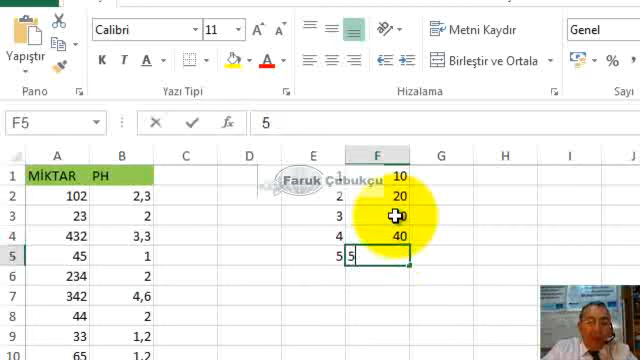 Yapıştır
Calibri 11 A A
K T A A
Metni Kaydır
Birleştir ve Ortala
Genel
%
Pano
Yazı Tipi
Hizalama
Sayı
F5 fx 5
A B C D E F G H I J
1 MİKTAR PH 1 10
2 102 2,3 2 20
3 23 2 3
4 432 3,3 4 40
5 45 1 5 5
6 234 2
7 342 4,6
8 44 2
9 33 1,2
10 65 1,2
Faruk Çubukçu